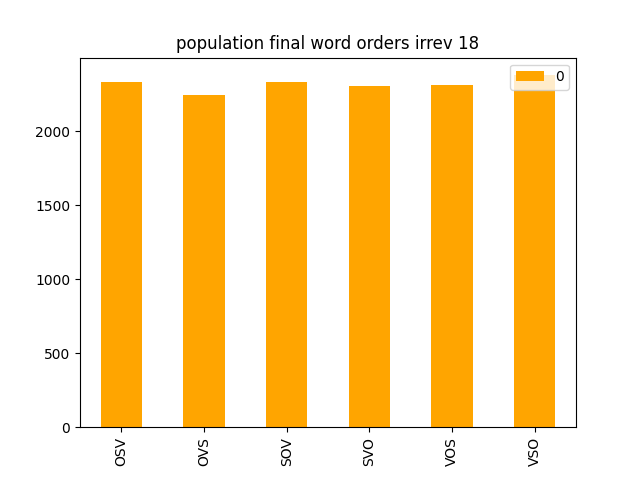 population final word orders irrev 18
0
2000
1500
1000
500
0
OSV
OVS
SOV
SVO
VOS
VSO